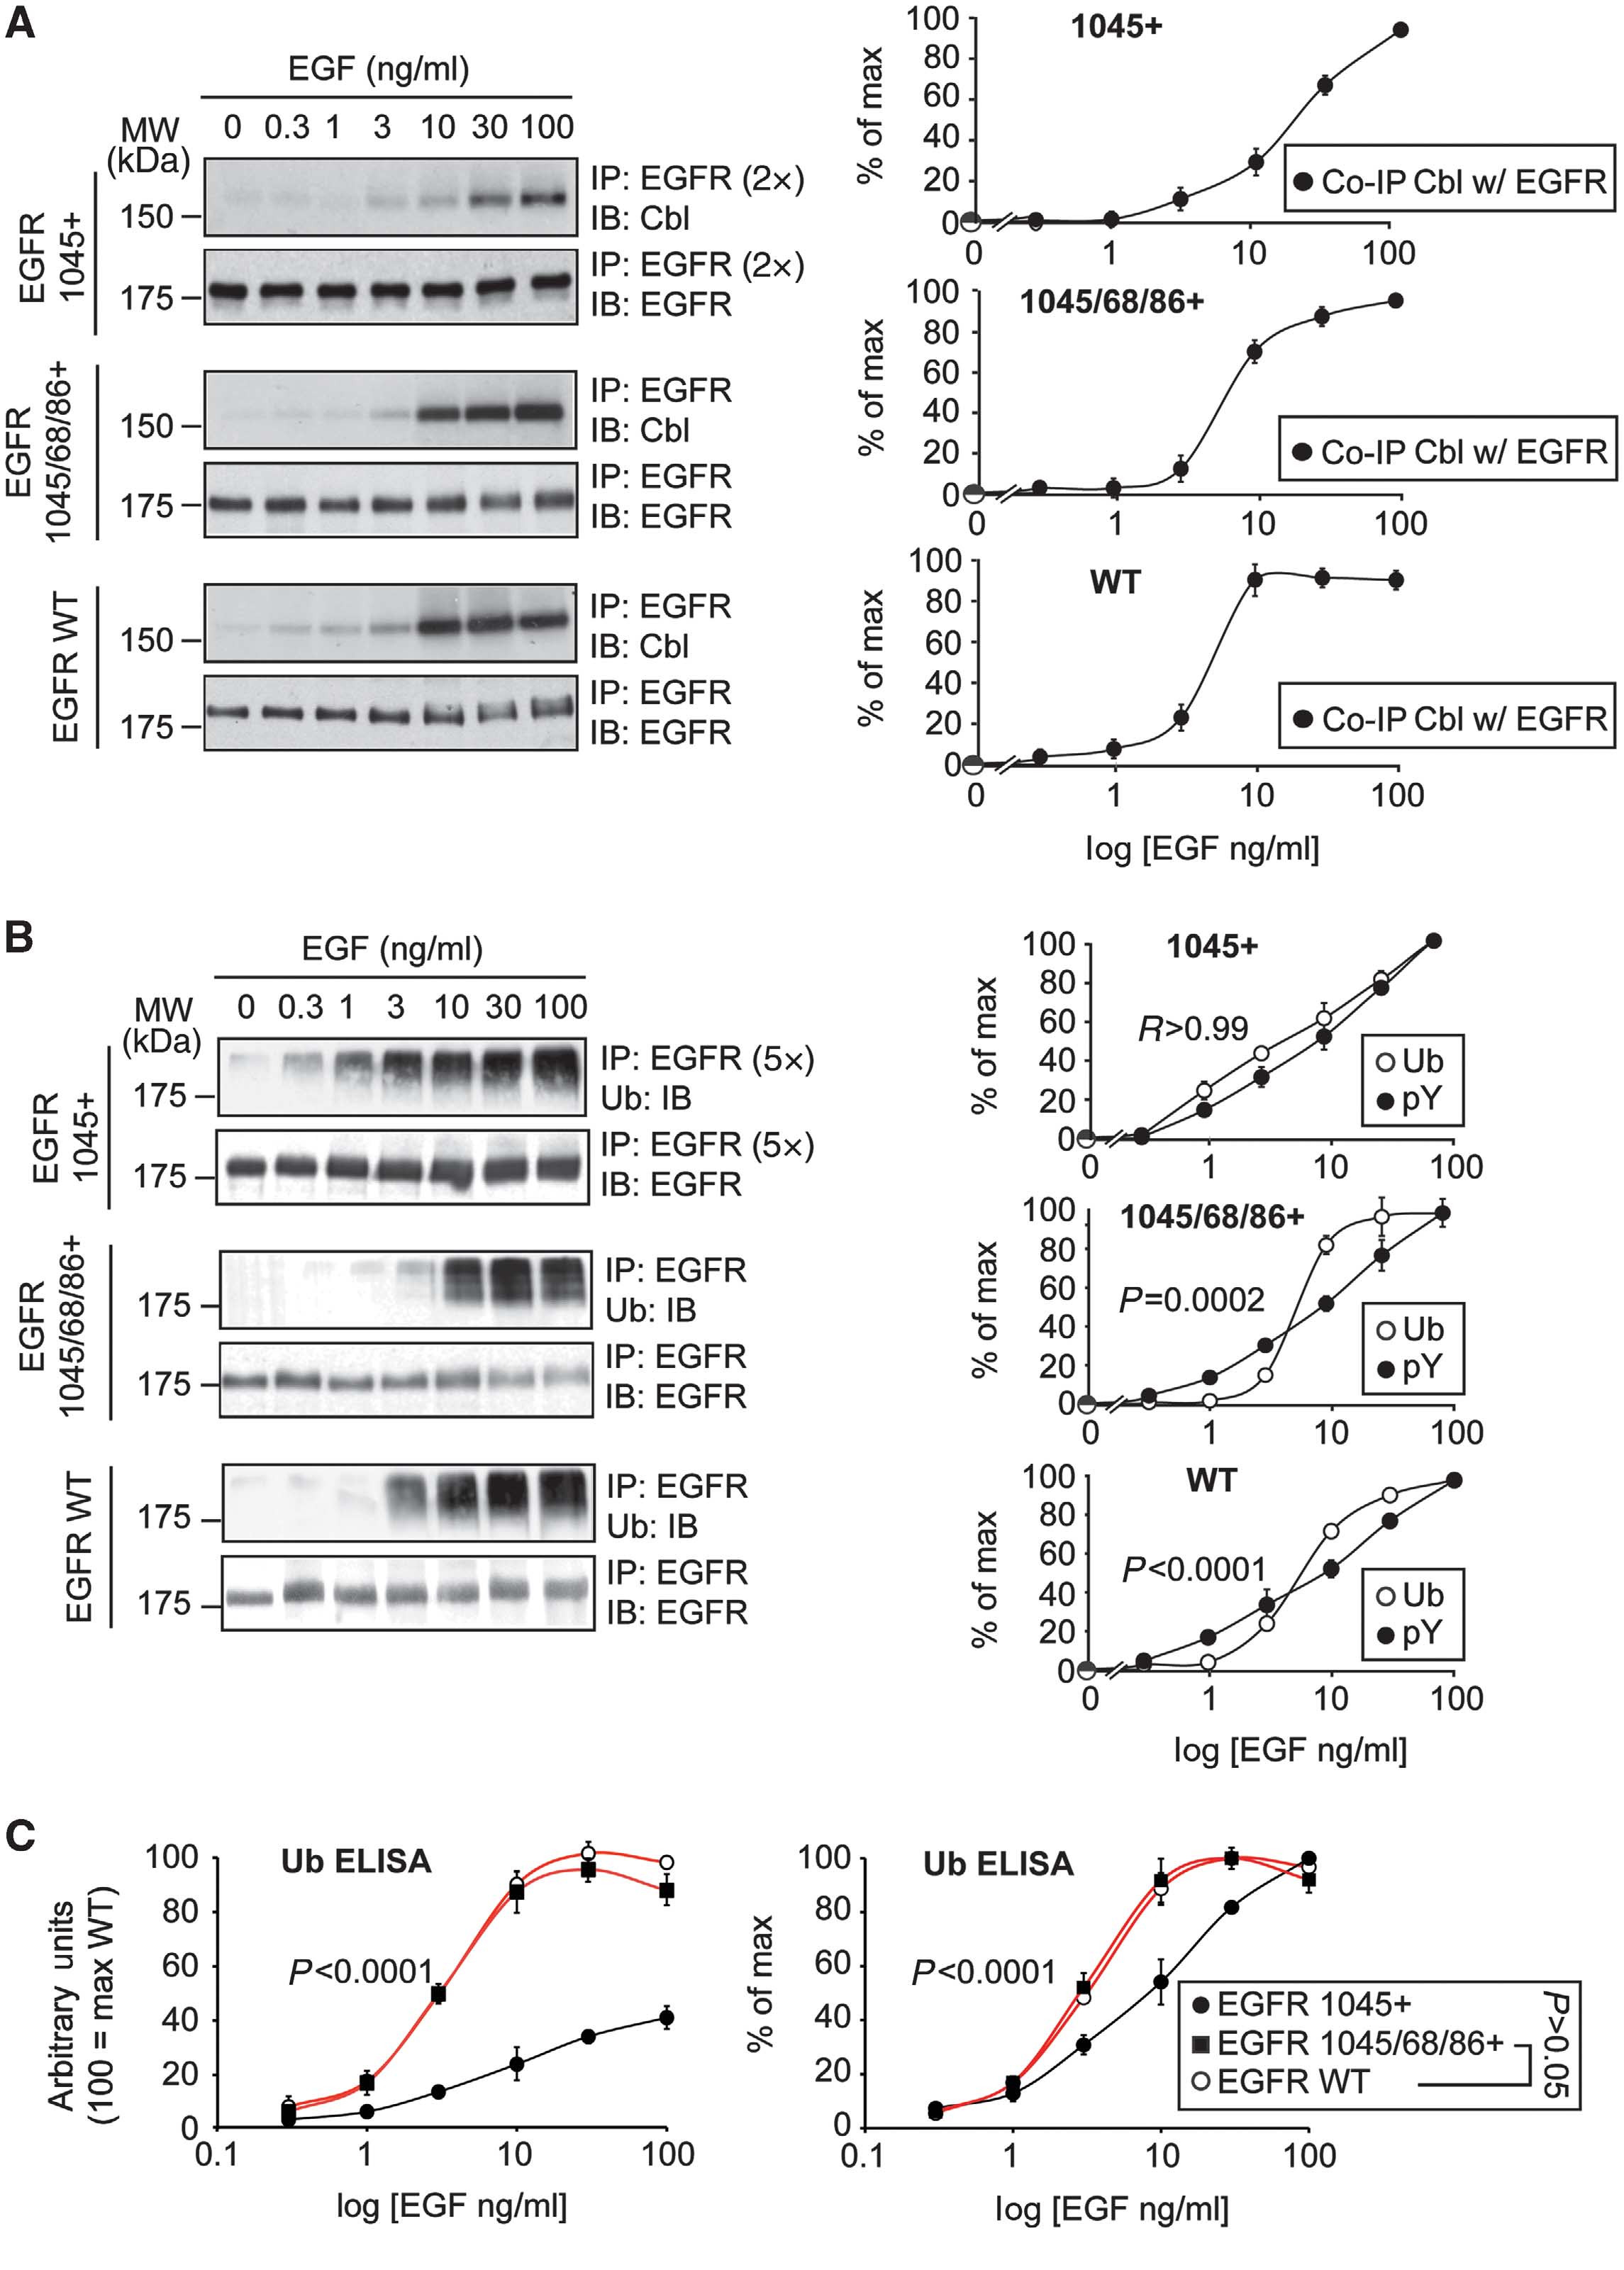 A
EGF (ng/ml)
MW
(kDa)
0 0.3 1 3 10 30 100
EGFR
1045+
150
IP: EGFR (2×)
IB: Cbl
175
IP: EGFR (2×)
IB: EGFR
EGFR
1045/68/86+
150
IP: EGFR
IB: Cbl
175
IP: EGFR
IB: EGFR
EGFR WT
150
IP: EGFR
IB: Cbl
175
IP: EGFR
IB: EGFR
1045+
% of max
100
80
60
40
20
0
0 1 10 100
Co-IP Cbl w/ EGFR
1045/68/86+
% of max
100
80
60
40
20
0
0 1 10 100
Co-IP Cbl w/ EGFR
WT
% of max
100
80
60
40
20
0
0 1 10 100
Co-IP Cbl w/ EGFR
log [EGF ng/ml]
B
EGF (ng/ml)
MW
(kDa)
0 0.3 1 3 10 30 100
EGFR
1045+
175
IP: EGFR (5×)
Ub: IB
175
IP: EGFR (5×)
IB: EGFR
EGFR
1045/68/86+
175
IP: EGFR
Ub: IB
175
IP: EGFR
IB: EGFR
EGFR WT
175
IP: EGFR
Ub: IB
175
IP: EGFR
IB: EGFR
1045+
% of max
100
80
60
40
20
0
R>0.99
0 1 10 100
Ub
pY
1045/68/86+
% of max
100
80
60
40
20
0
P=0.0002
0 1 10 100
Ub
pY
WT
% of max
100
80
60
40
20
0
P<0.0001
0 1 10 100
Ub
pY
log [EGF ng/ml]
C
Ub ELISA
Arbitrary units
(100 = max WT)
100
80
60
40
20
0
P<0.0001
0.1 1 10 100
log [EGF ng/ml]
Ub ELISA
% of max
100
80
60
40
20
0
P<0.0001
0.1 1 10 100
log [EGF ng/ml]
EGFR 1045+
EGFR 1045/68/86+
EGFR WT
P>0.05